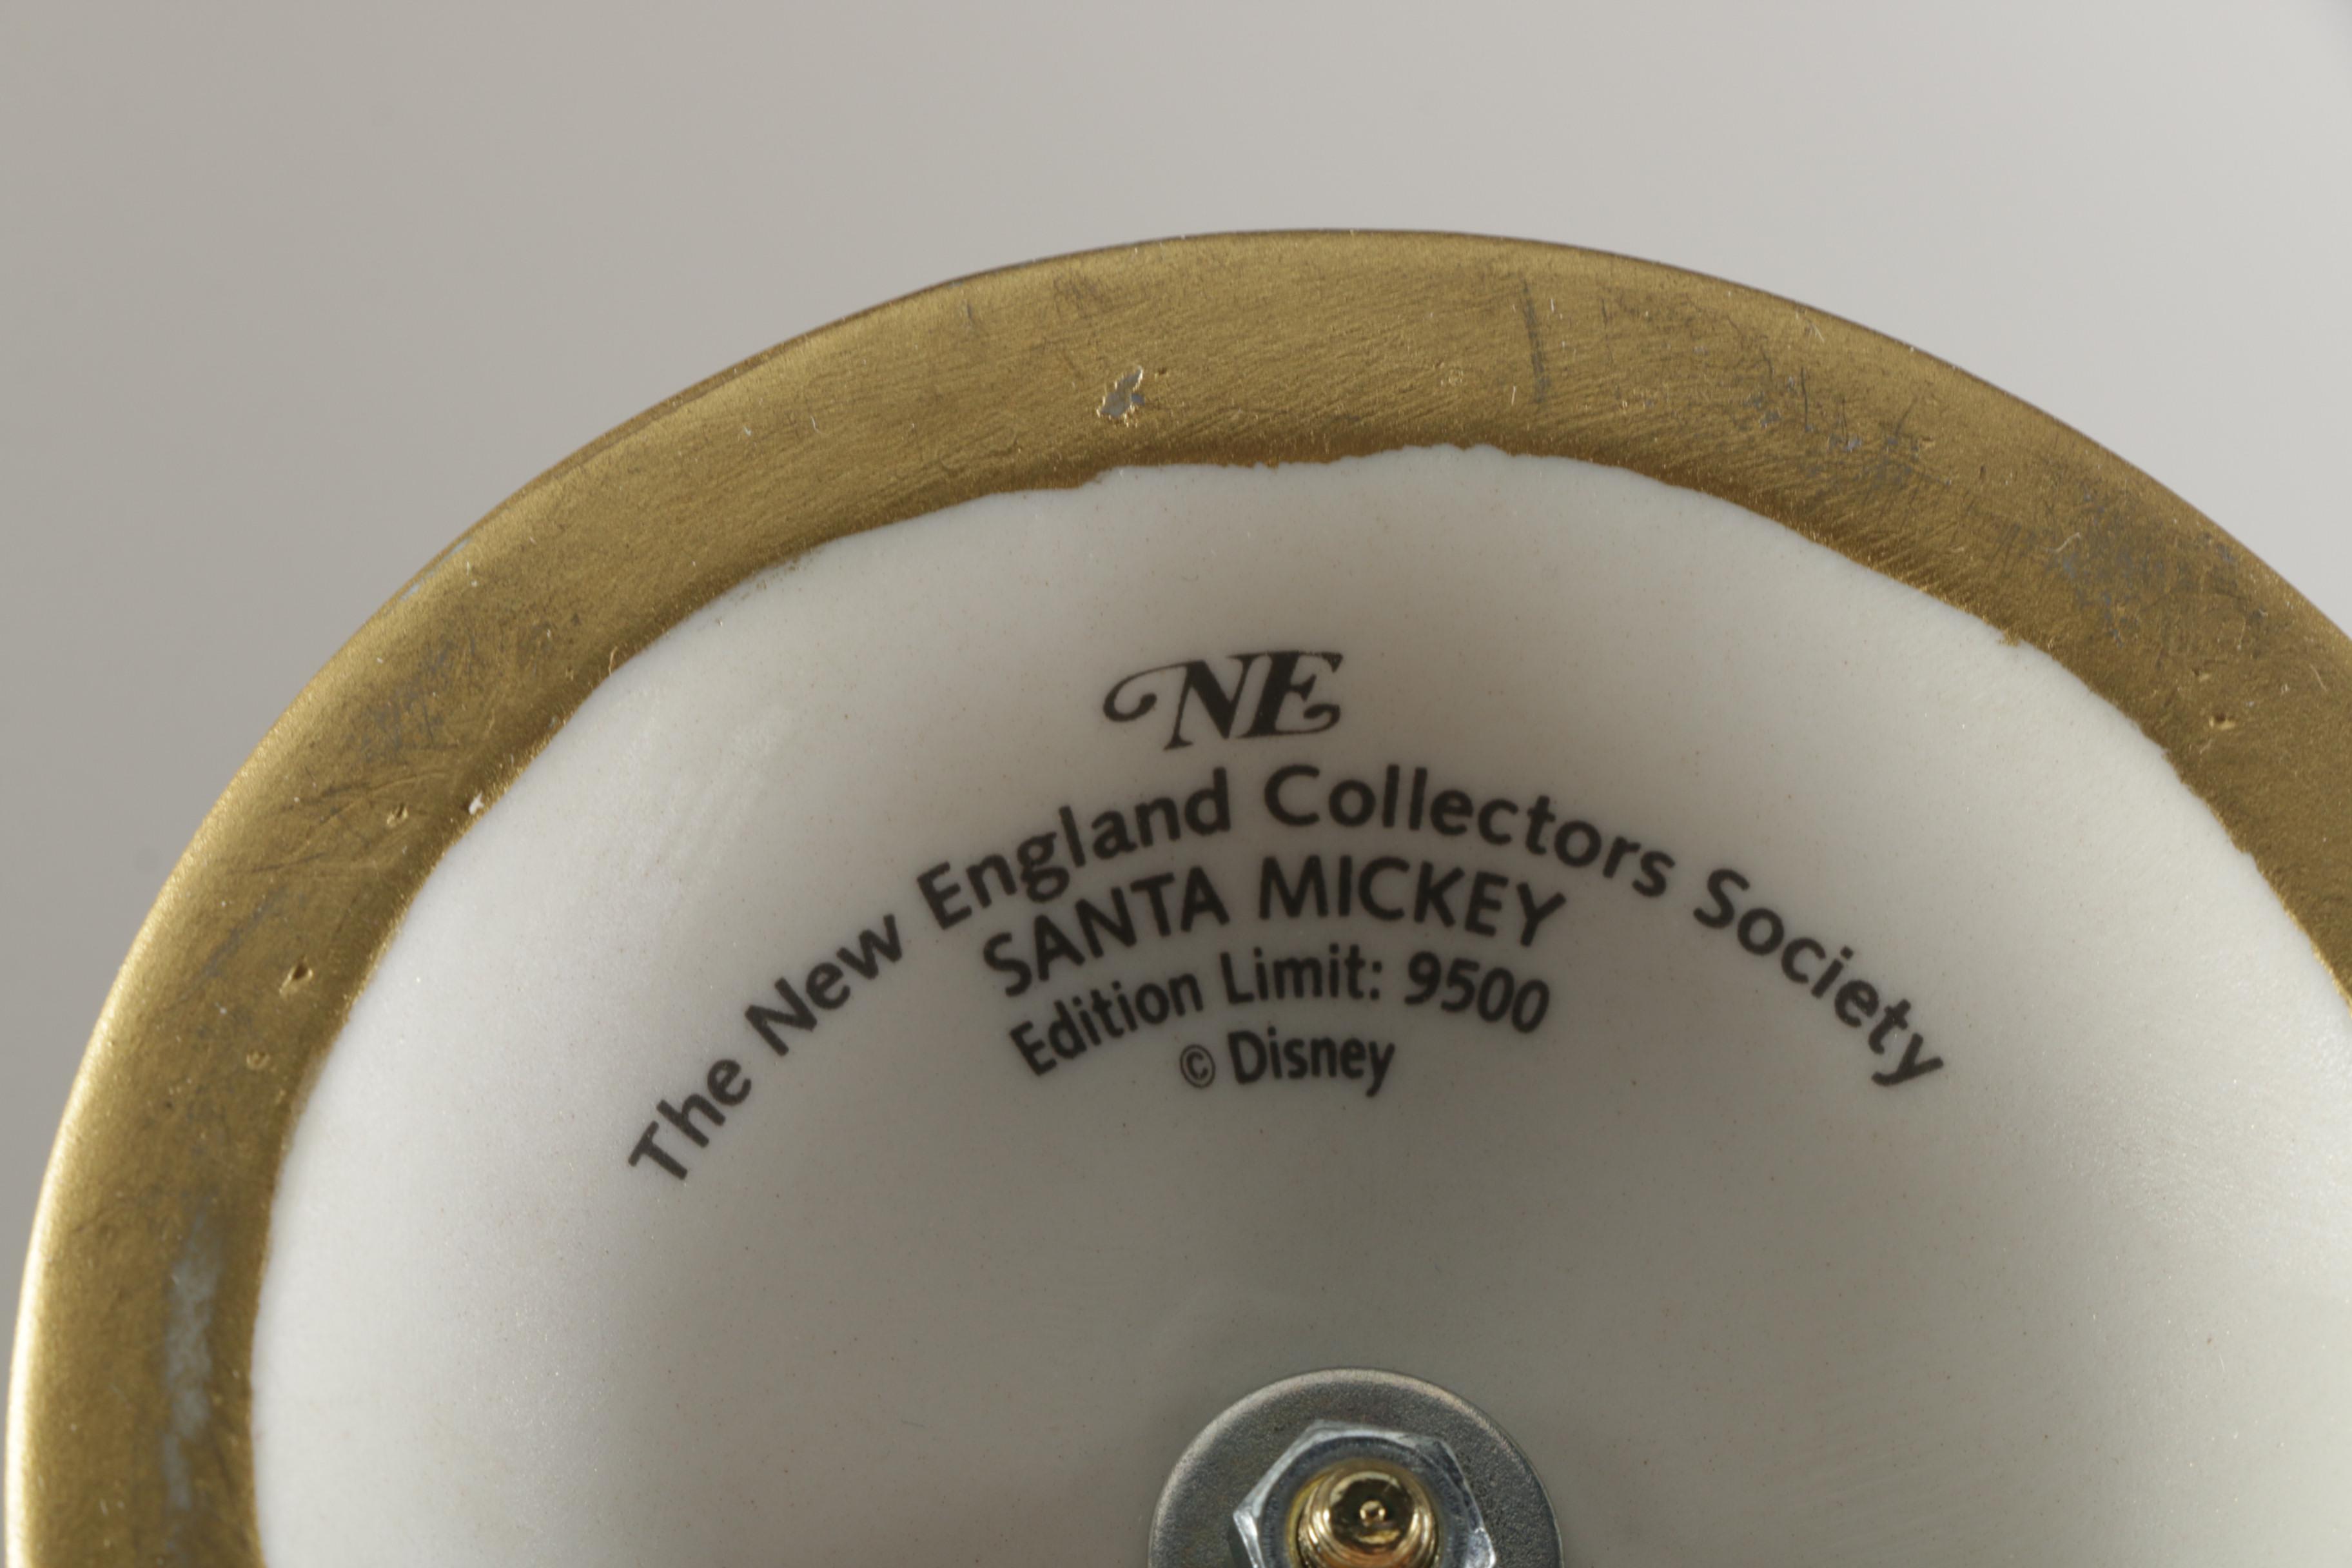 NE
The New England Collectors Society
SANTA MICKEY
Edition Limit: 9500
© Disney